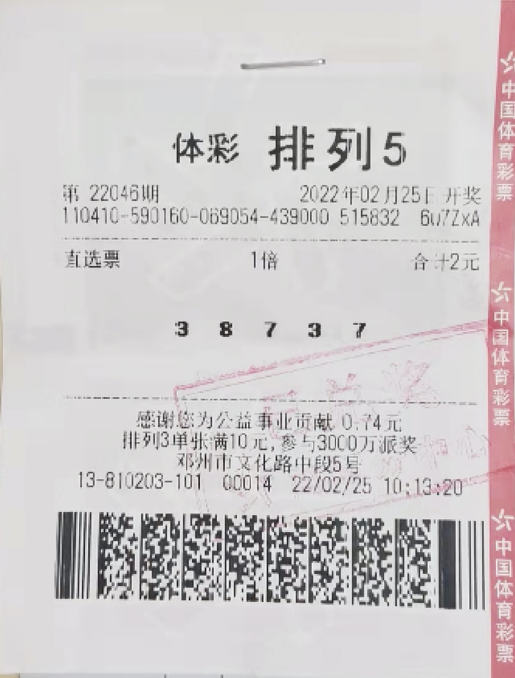 体彩 排列5
第 22046期 2022年02月25日 开奖
110410-590160-069054-439000 515832 6u7ZxA
直选票 1倍 合计2元
3 8 7 3 7
感谢您为公益事业贡献 0.74元
排列3单张满10元,参与3000万派奖
邓州市文化路中段5号
13-810203-101 00014 22/02/25 10:13:20
中国体育彩票
中国体育彩票
中国体育彩票